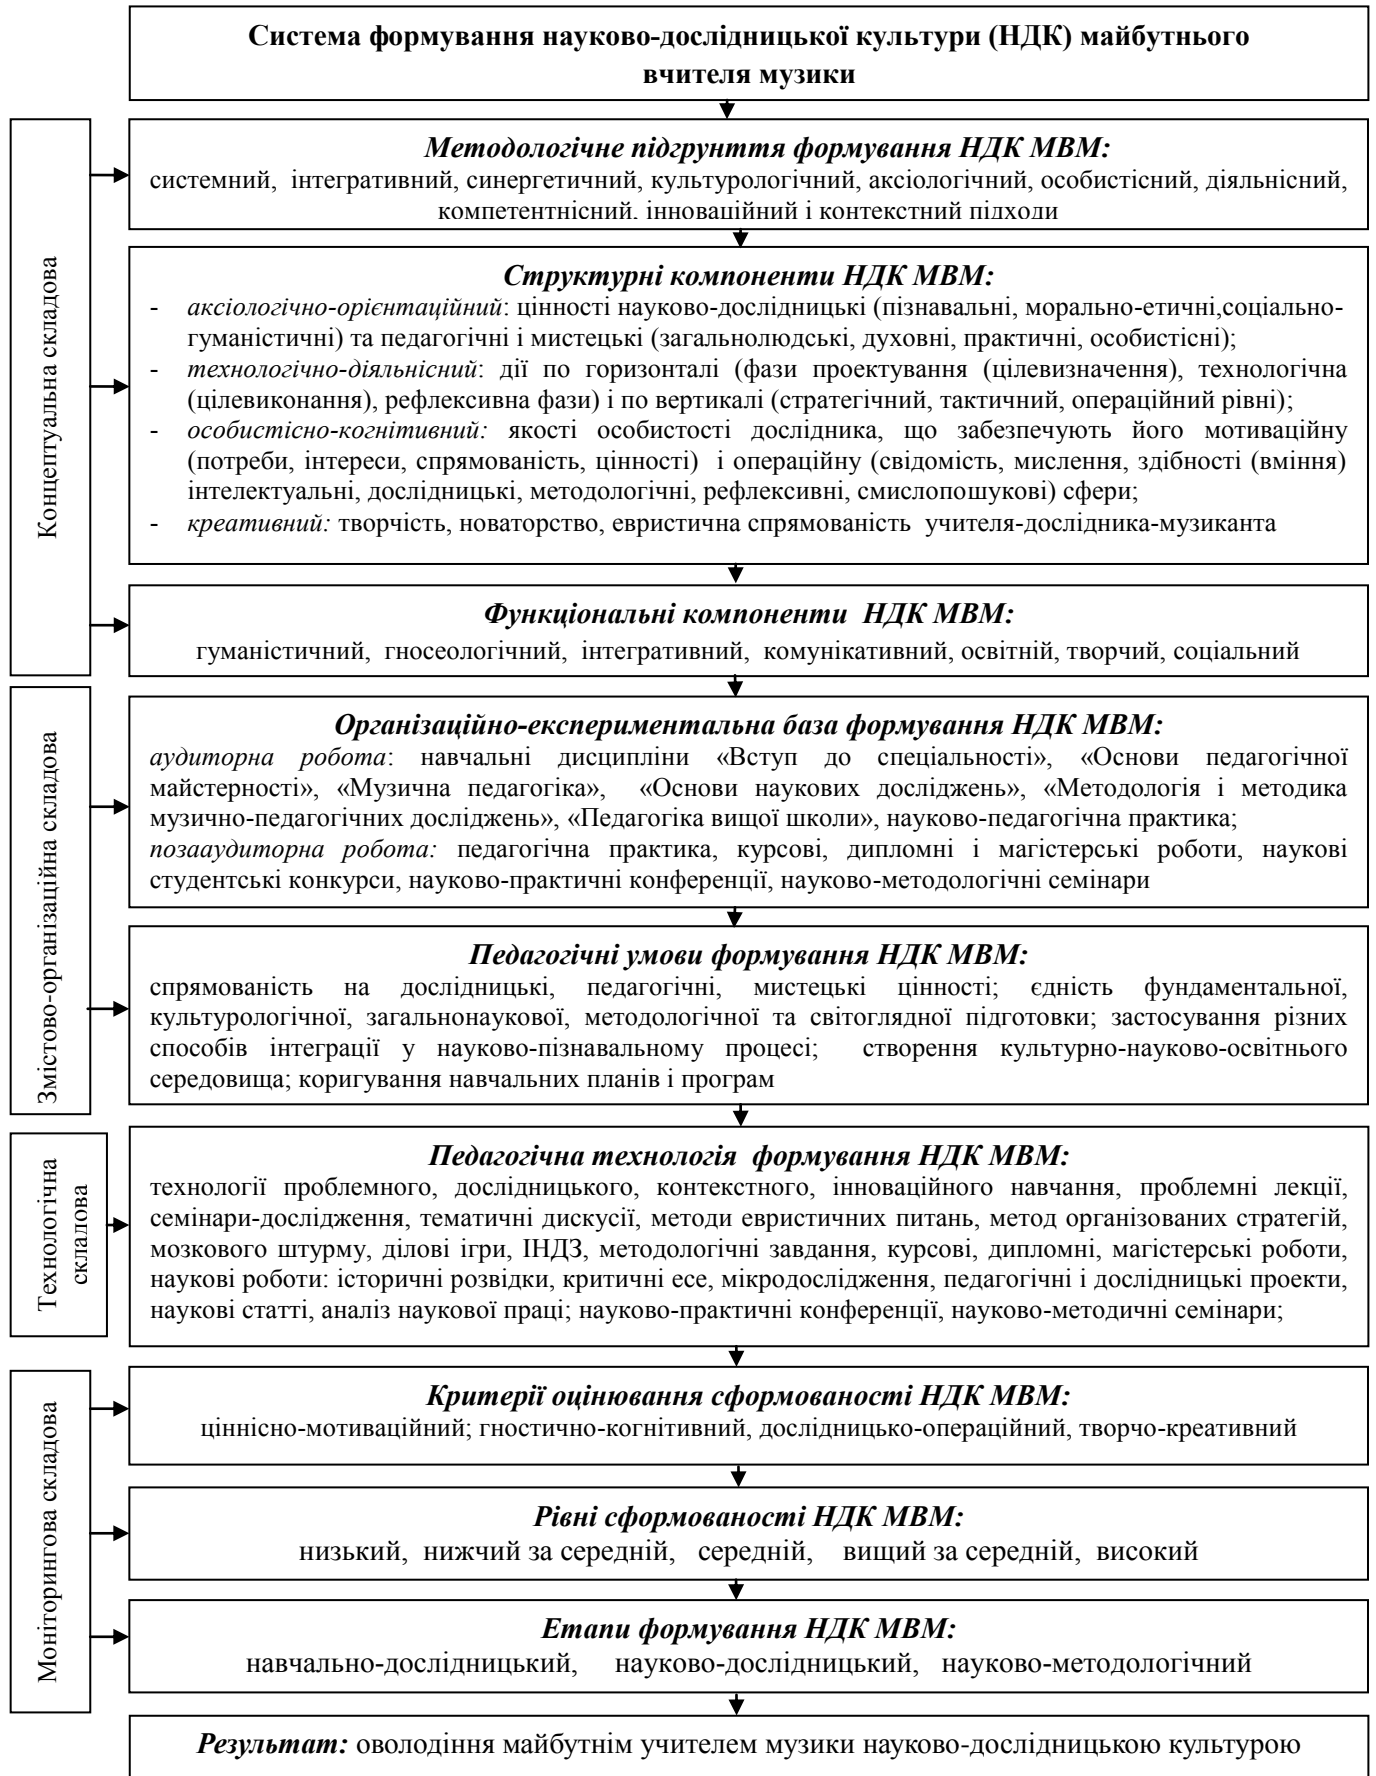 Система формування науково-дослідницької культури (НДК) майбутнього
вчителя музики
Концептуальна складова
Методологічне підґрунття формування НДК МВМ:
системний, інтегративний, синергетичний, культурологічний, аксіологічний, особистісний, діяльнісний,
компетентнісний, інноваційний і контекстний підходи
Структурні компоненти НДК МВМ:
- аксіологічно-орієнтаційний: цінності науково-дослідницькі (пізнавальні, морально-етичні,соціально-
гуманістичні) та педагогічні і мистецькі (загальнолюдські, духовні, практичні, особистісні);
- технологічно-діяльнісний: дії по горизонталі (фази проектування (цілевизначення), технологічна
(цілевиконання), рефлексивна фази) і по вертикалі (стратегічний, тактичний, операційний рівні);
- особистісно-когнітивний: якості особистості дослідника, що забезпечують його мотиваційну
(потреби, інтереси, спрямованість, цінності) і операційну (свідомість, мислення, здібності (вміння)
інтелектуальні, дослідницькі, методологічні, рефлексивні, смислопошукові) сфери;
- креативний: творчість, новаторство, евристична спрямованість учителя-дослідника-музиканта
Функціональні компоненти НДК МВМ:
гуманістичний, гносеологічний, інтегративний, комунікативний, освітній, творчий, соціальний
Змістово-організаційна складова
Організаційно-експериментальна база формування НДК МВМ:
аудиторна робота: навчальні дисципліни «Вступ до спеціальності», «Основи педагогічної
майстерності», «Музична педагогіка», «Основи наукових досліджень», «Методологія і методика
музично-педагогічних досліджень», «Педагогіка вищої школи», науково-педагогічна практика;
позааудиторна робота: педагогічна практика, курсові, дипломні і магістерські роботи, наукові
студентські конкурси, науково-практичні конференції, науково-методологічні семінари
Педагогічні умови формування НДК МВМ:
спрямованість на дослідницькі, педагогічні, мистецькі цінності; єдність фундаментальної,
культурологічної, загальнонаукової, методологічної та світоглядної підготовки; застосування різних
способів інтеграції у науково-пізнавальному процесі; створення культурно-науково-освітнього
середовища; коригування навчальних планів і програм
Технологічна
складова
Педагогічна технологія формування НДК МВМ:
технології проблемного, дослідницького, контекстного, інноваційного навчання, проблемні лекції,
семінари-дослідження, тематичні дискусії, методи евристичних питань, метод організованих стратегій,
мозкового штурму, ділові ігри, ІНДЗ, методологічні завдання, курсові, дипломні, магістерські роботи,
наукові роботи: історичні розвідки, критичні есе, мікродослідження, педагогічні і дослідницькі проекти,
наукові статті, аналіз наукової праці; науково-практичні конференції, науково-методичні семінари;
Моніторингова складова
Критерії оцінювання сформованості НДК МВМ:
ціннісно-мотиваційний; гностично-когнітивний, дослідницько-операційний, творчо-креативний
Рівні сформованості НДК МВМ:
низький, нижчий за середній, середній, вищий за середній, високий
Етапи формування НДК МВМ:
навчально-дослідницький, науково-дослідницький, науково-методологічний
Результат: оволодіння майбутнім учителем музики науково-дослідницькою культурою